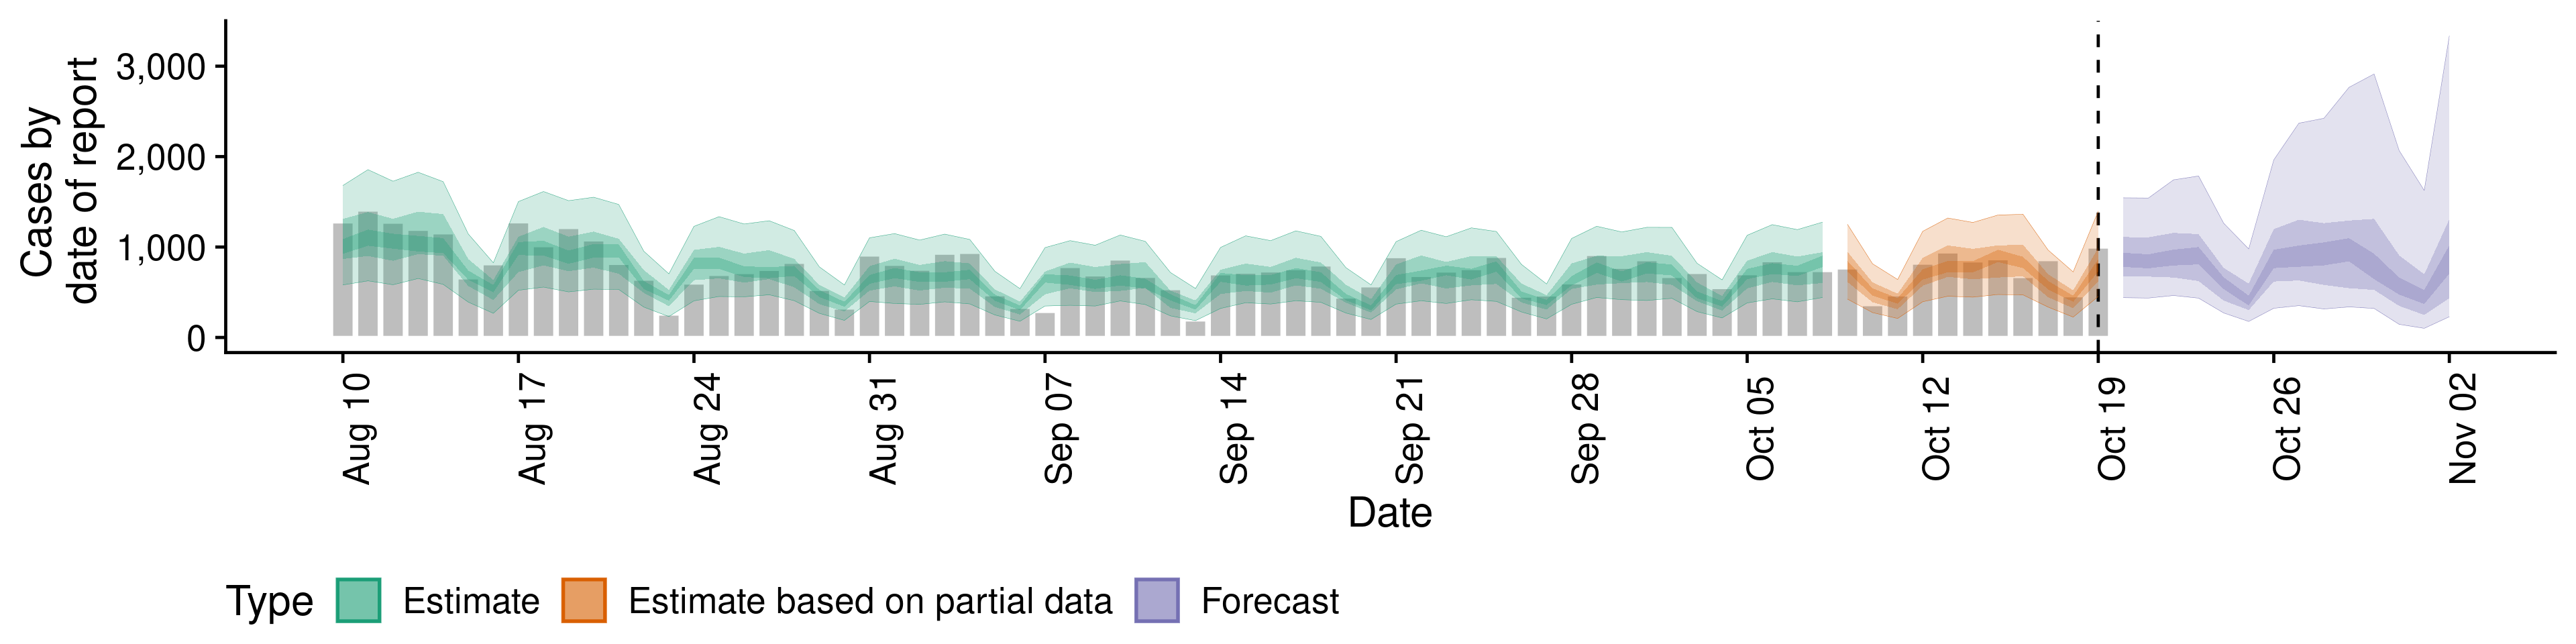 Cases by
date of report
3,000
2,000
1,000
0
Aug 10
Aug 17
Aug 24
Aug 31
Sep 07
Sep 14
Sep 21
Sep 28
Oct 05
Oct 12
Oct 19
Oct 26
Nov 02
Date
Type Estimate Estimate based on partial data Forecast